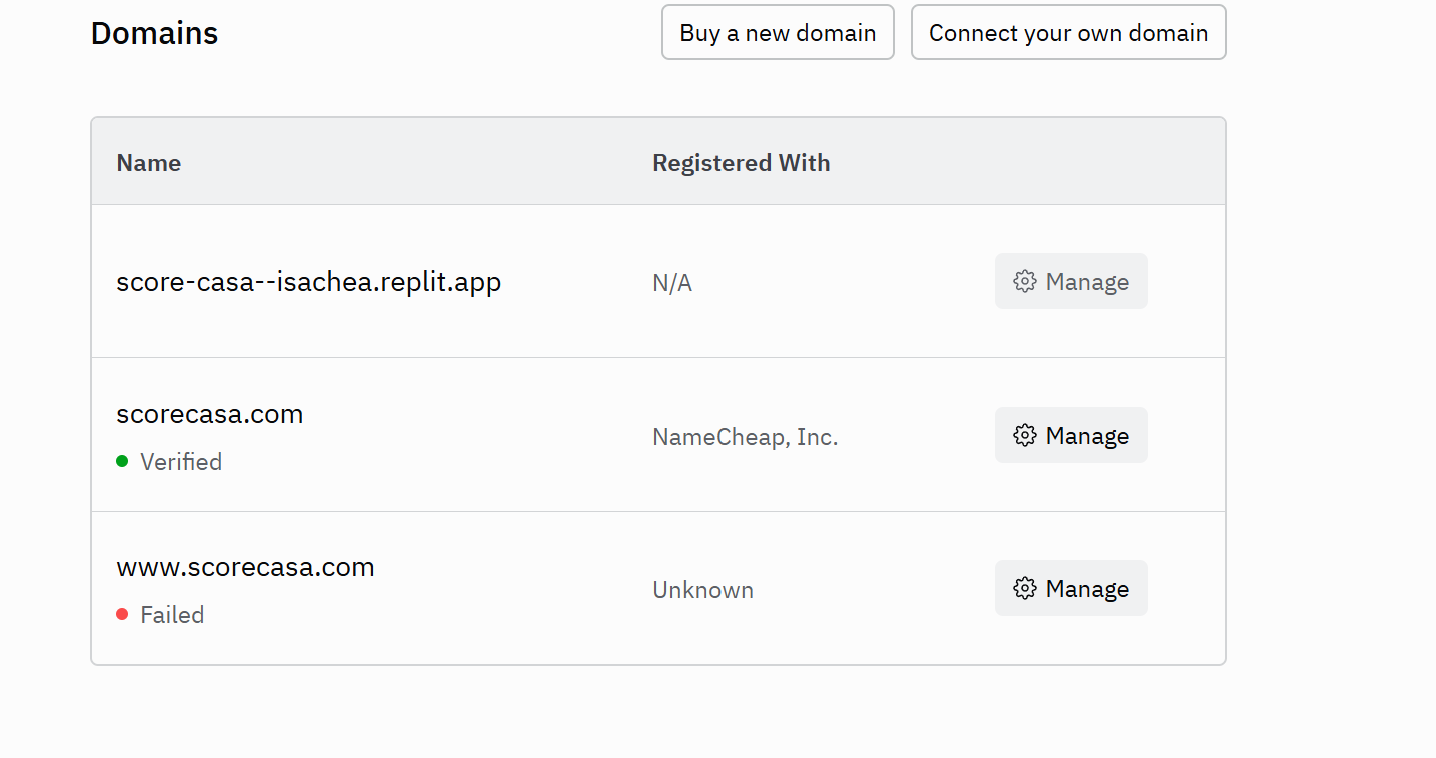 Domains
Buy a new domain
Connect your own domain
Name
Registered With
score-casa--isachea.replit.app
N/A
Manage
scorecasa.com
Verified
NameCheap, Inc.
Manage
www.scorecasa.com
Failed
Unknown
Manage